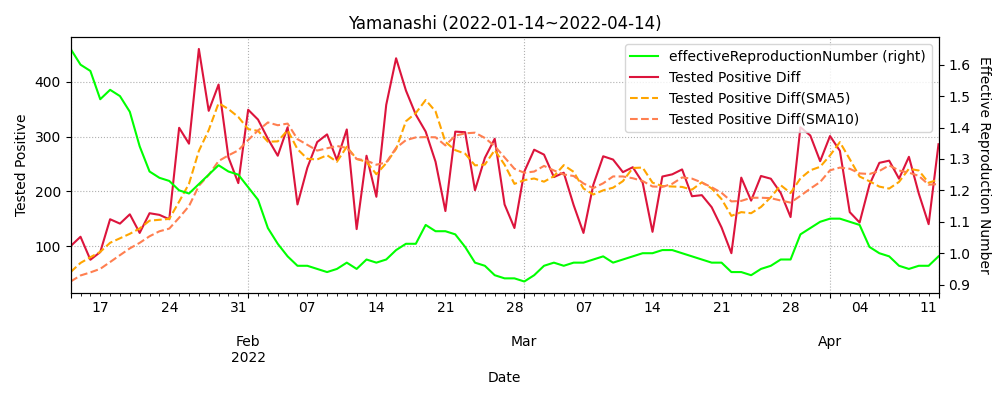 Yamanashi (2022-01-14~2022-04-14)
effectiveReproductionNumber (right)
Tested Positive Diff
Tested Positive Diff(SMA5)
Tested Positive Diff(SMA10)
Tested Positive
400
300
200
100
Effective Reproduction Number
1.6
1.5
1.4
1.3
1.2
1.1
1.0
0.9
17 24 31 07 14 21 28 07 14 21 28 04 11
Feb Mar Apr
2022
Date